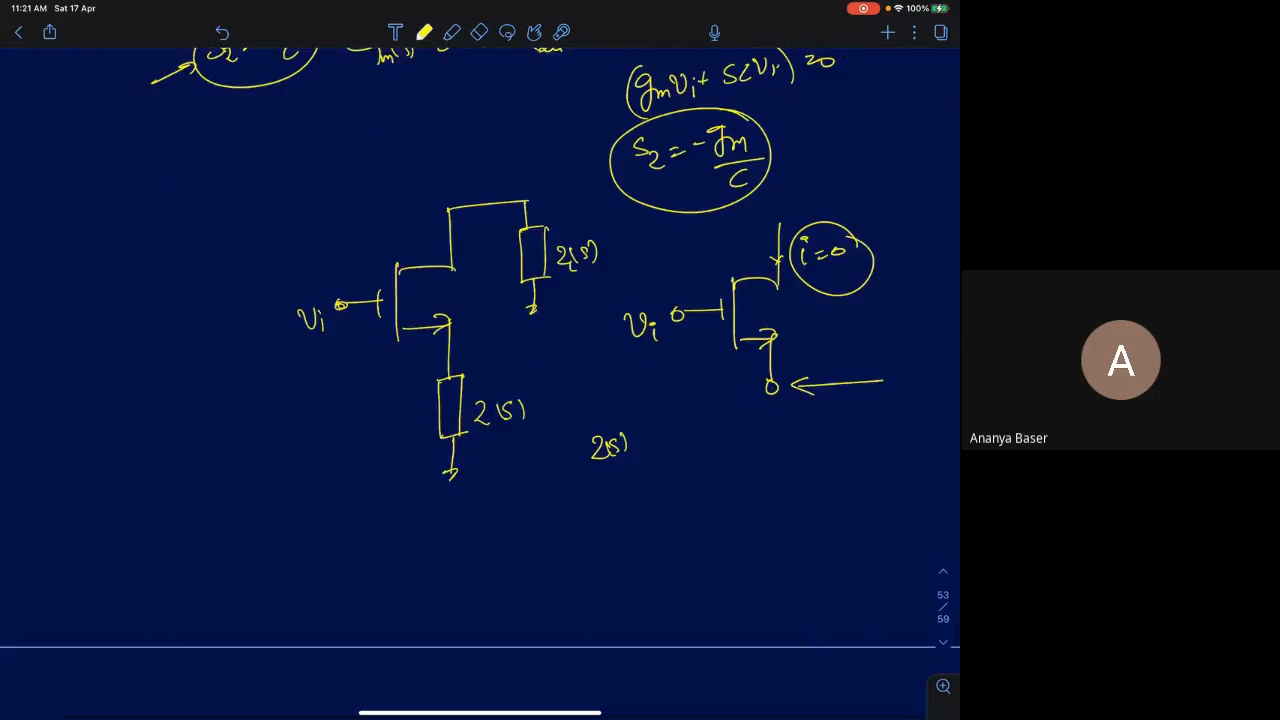 11:21 AM Sat 17 Apr
100%
(gmVi + SCVi) = 0
S2 = - gm
C
Vi
ZL(S)
i = 0
Vi
Z(S)
Z(S)
A
Ananya Baser
53
/
59